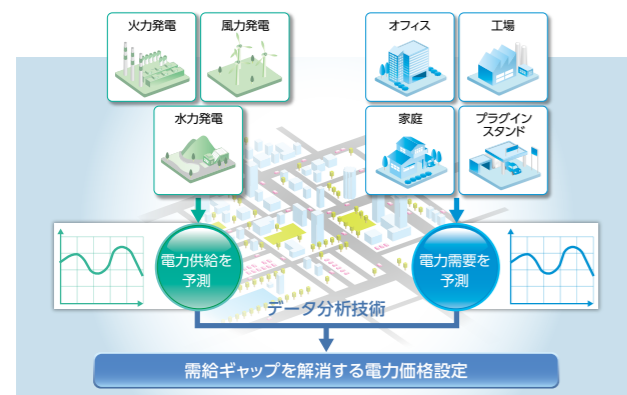 火力発電
風力発電
水力発電
オフィス
工場
家庭
プラグイン
スタンド
電力供給を
予測
電力需要を
予測
データ分析技術
需給ギャップを解消する電力価格設定